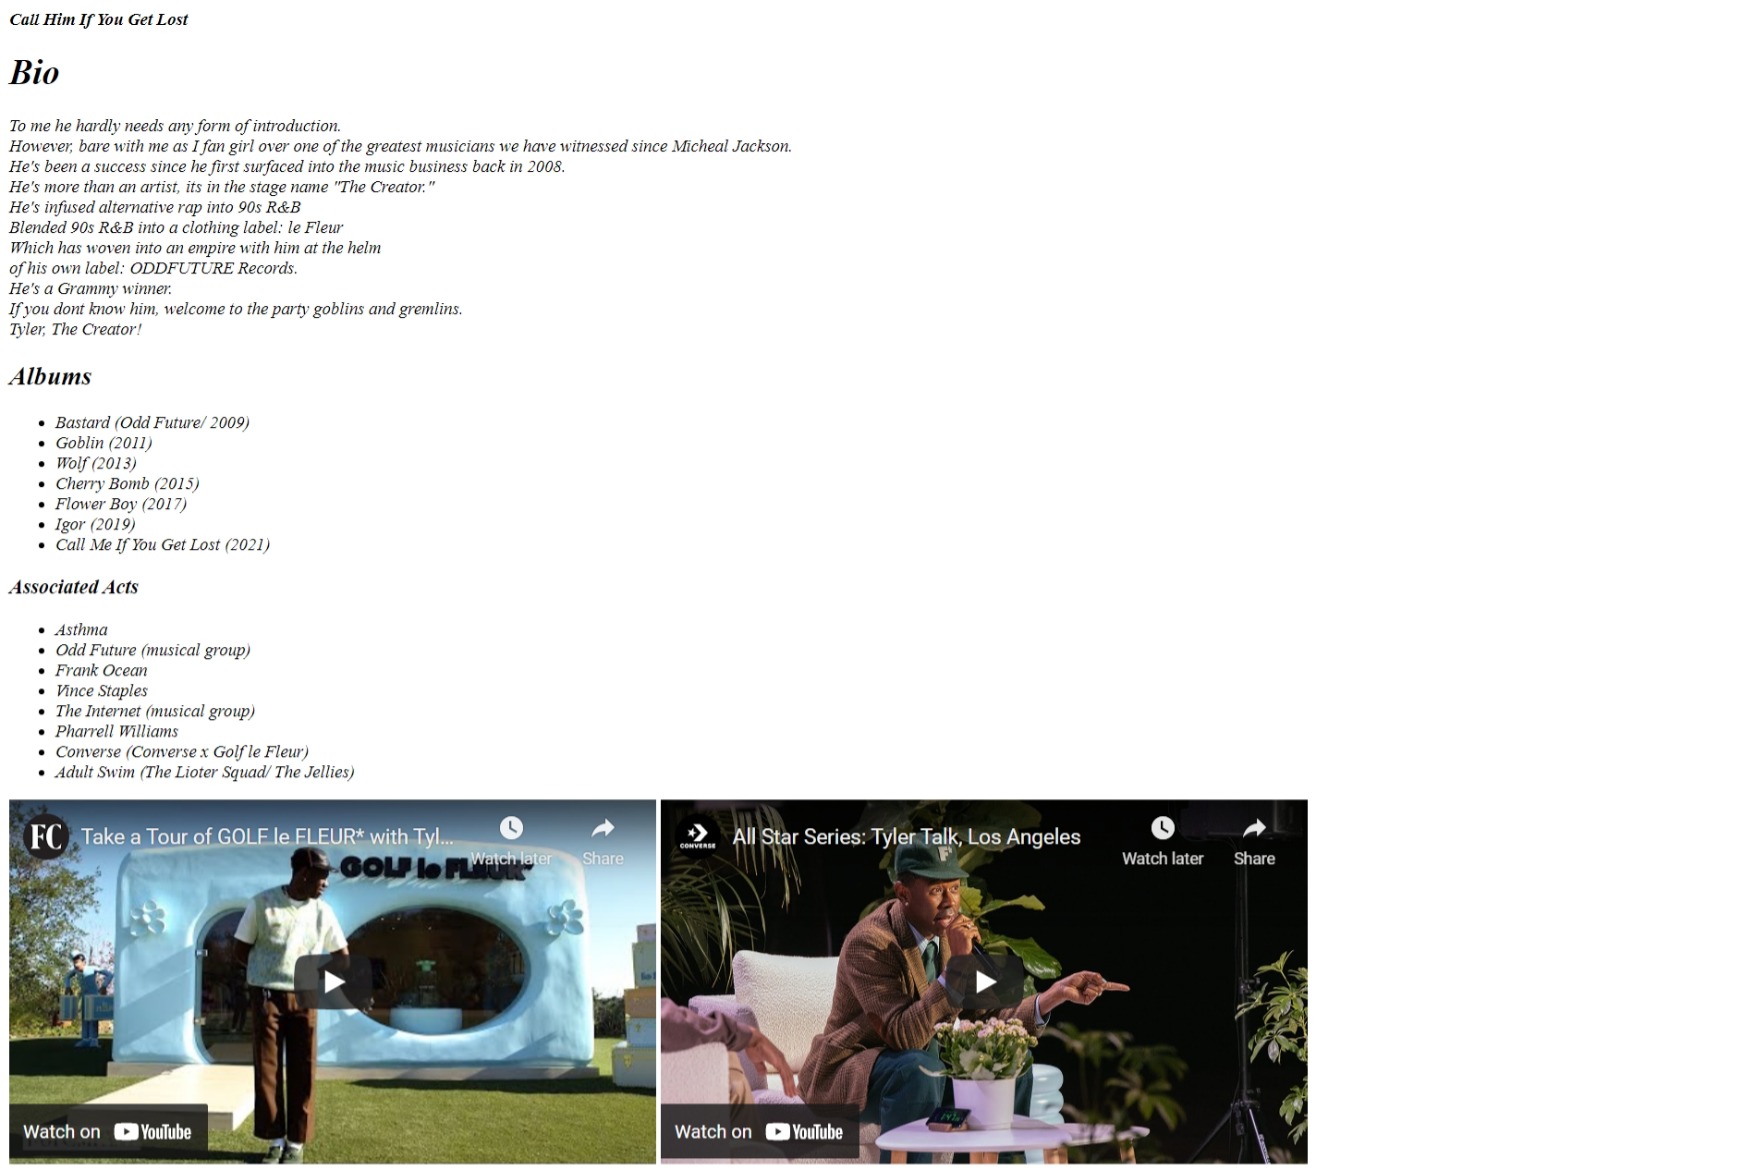 Call Him If You Get Lost
Bio
To me he hardly needs any form of introduction.
However, bare with me as I fan girl over one of the greatest musicians we have witnessed since Micheal Jackson.
He's been a success since he first surfaced into the music business back in 2008.
He's more than an artist, its in the stage name "The Creator."
He's infused alternative rap into 90s R&B
Blended 90s R&B into a clothing label: le Fleur
Which has woven into an empire with him at the helm
of his own label: ODDFUTURE Records.
He's a Grammy winner.
If you dont know him, welcome to the party goblins and gremlins.
Tyler, The Creator!
Albums
• Bastard (Odd Future/ 2009)
• Goblin (2011)
• Wolf (2013)
• Cherry Bomb (2015)
• Flower Boy (2017)
• Igor (2019)
• Call Me If You Get Lost (2021)
Associated Acts
• Asthma
• Odd Future (musical group)
• Frank Ocean
• Vince Staples
• The Internet (musical group)
• Pharrell Williams
• Converse (Converse x Golf le Fleur)
• Adult Swim (The Lioter Squad/ The Jellies)
FC Take a Tour of GOLF le FLEUR* with Tyl...
Watch later
Share
GOLF le FLEUR*
Watch on YouTube
CONVERSE
All Star Series: Tyler Talk, Los Angeles
Watch later
Share
F
Watch on YouTube